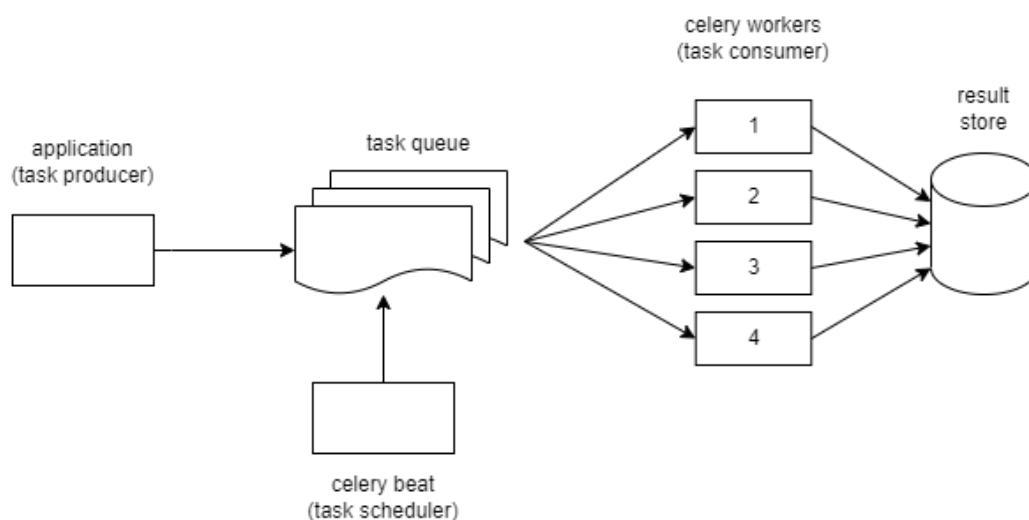 application
(task producer)
task queue
celery beat
(task scheduler)
celery workers
(task consumer)
1
2
3
4
result
store